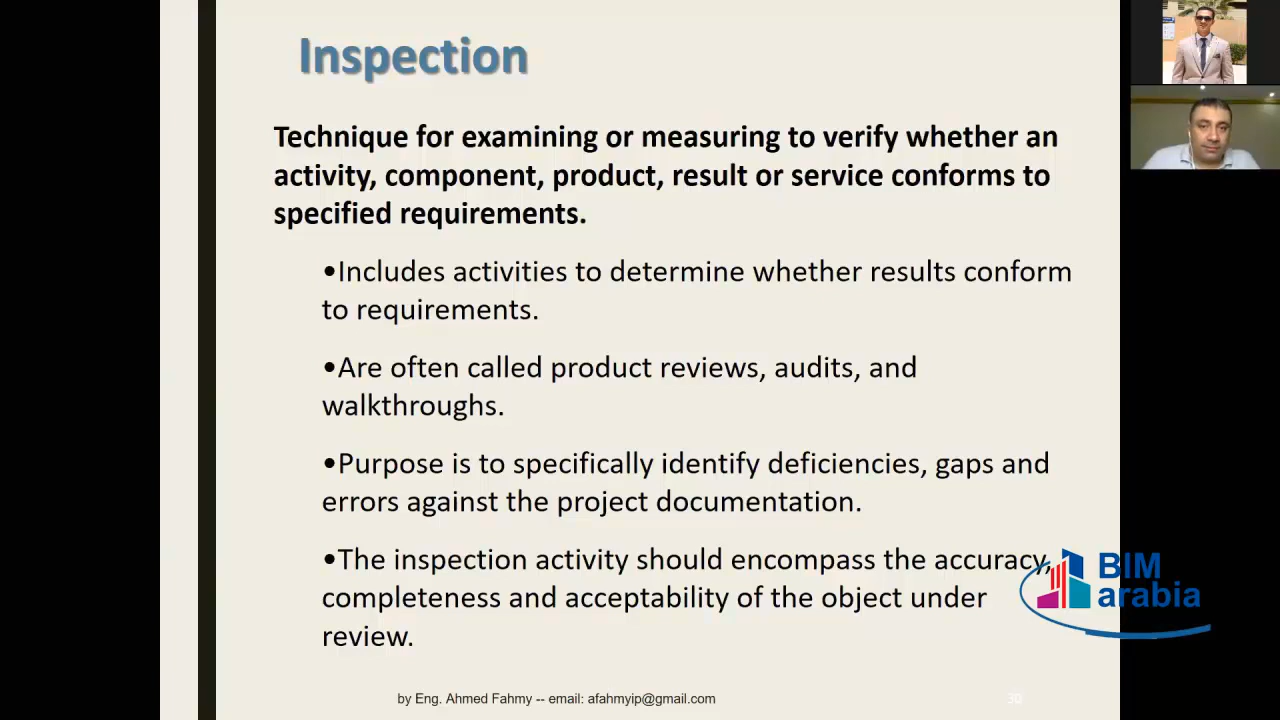 Inspection
Technique for examining or measuring to verify whether an
activity, component, product, result or service conforms to
specified requirements.
•Includes activities to determine whether results conform
to requirements.
•Are often called product reviews, audits, and
walkthroughs.
•Purpose is to specifically identify deficiencies, gaps and
errors against the project documentation.
•The inspection activity should encompass the accuracy,
completeness and acceptability of the object under
review.
BIM
arabia
by Eng. Ahmed Fahmy -- email: afahmyip@gmail.com
30